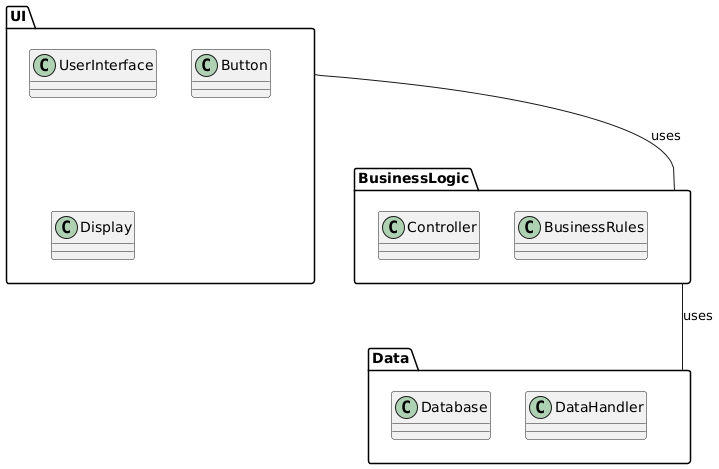 UI
C UserInterface
C Button
uses
BusinessLogic
C Display
C Controller
C BusinessRules
uses
Data
C Database
C DataHandler